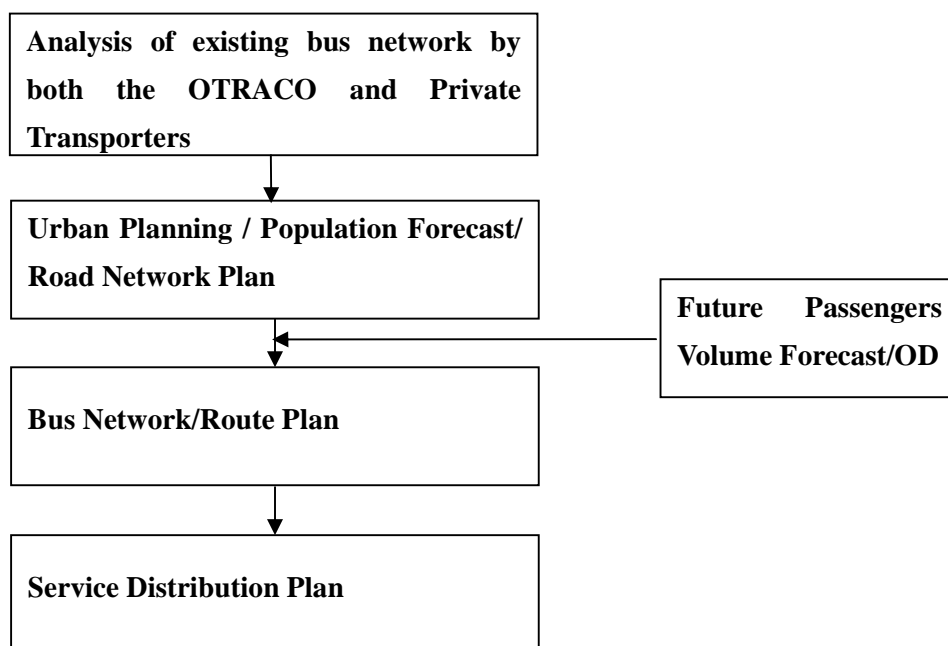 Analysis of existing bus network by
both the OTRACO and Private
Transporters
Urban Planning / Population Forecast/
Road Network Plan
Future Passengers
Volume Forecast/OD
Bus Network/Route Plan
Service Distribution Plan